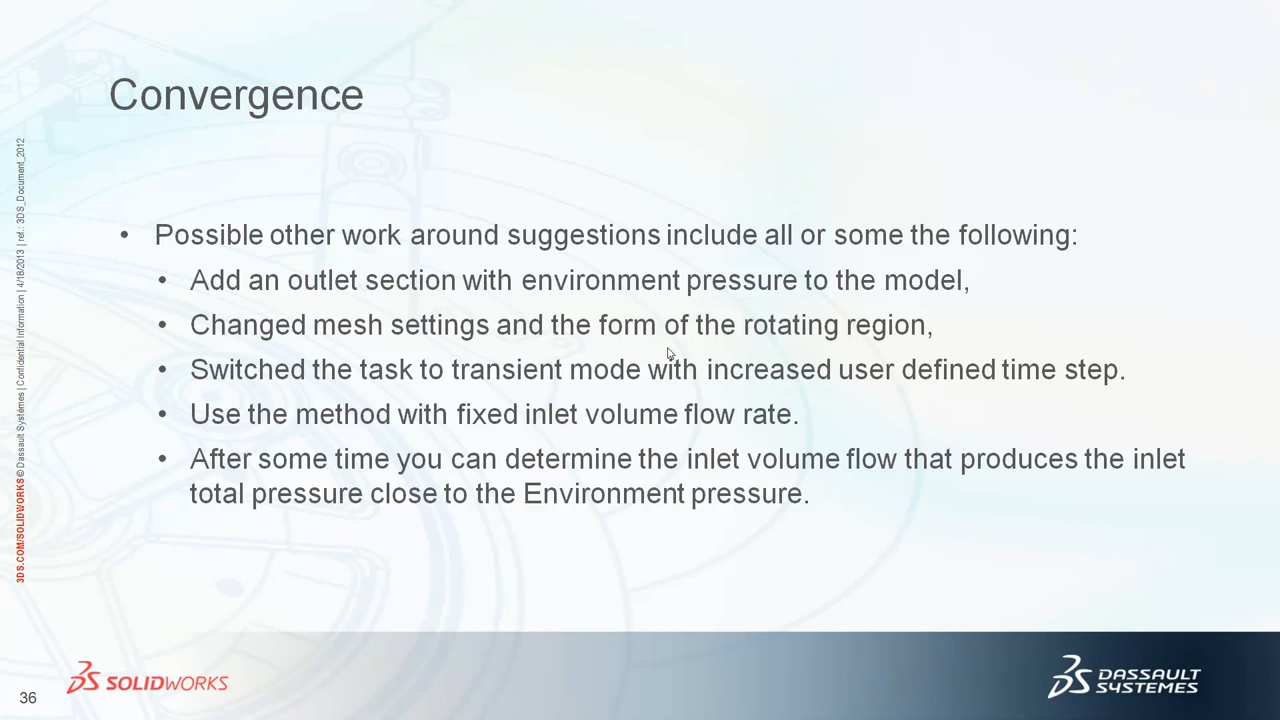 Convergence
• Possible other work around suggestions include all or some the following:
• Add an outlet section with environment pressure to the model,
• Changed mesh settings and the form of the rotating region,
• Switched the task to transient mode with increased user defined time step.
• Use the method with fixed inlet volume flow rate.
• After some time you can determine the inlet volume flow that produces the inlet
total pressure close to the Environment pressure.
3DS.COM/SOLIDWORKS © Dassault Systèmes | Confidential Information | 4/18/2013 | ref.: 3DS_Document_2012
36
SOLIDWORKS
DASSAULT
SYSTEMES